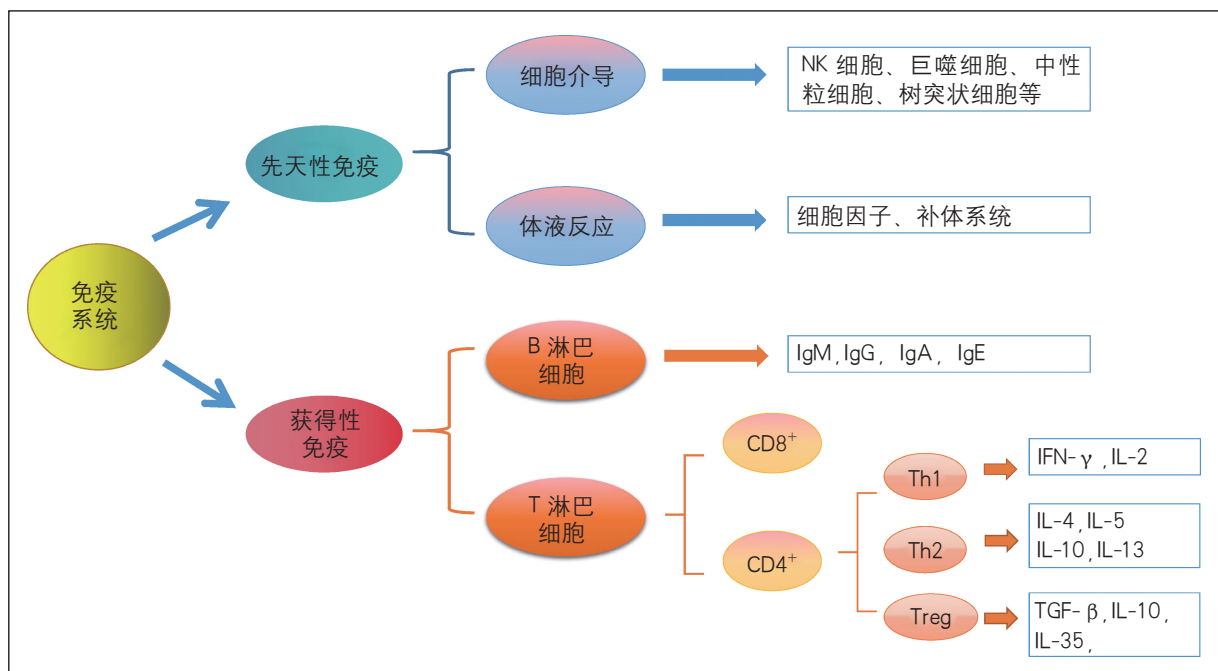 细胞介导
NK 细胞、巨噬细胞、中性
粒细胞、树突状细胞等
先天性免疫
体液反应
细胞因子、补体系统
免疫
系统
B 淋巴
细胞
IgM,IgG, IgA, IgE
获得性
免疫
CD8⁺
T 淋巴
细胞
Th1
IFN-γ,IL-2
CD4⁺
Th2
IL-4,IL-5
IL-10,IL-13
Treg
TGF-β,IL-10,
IL-35,